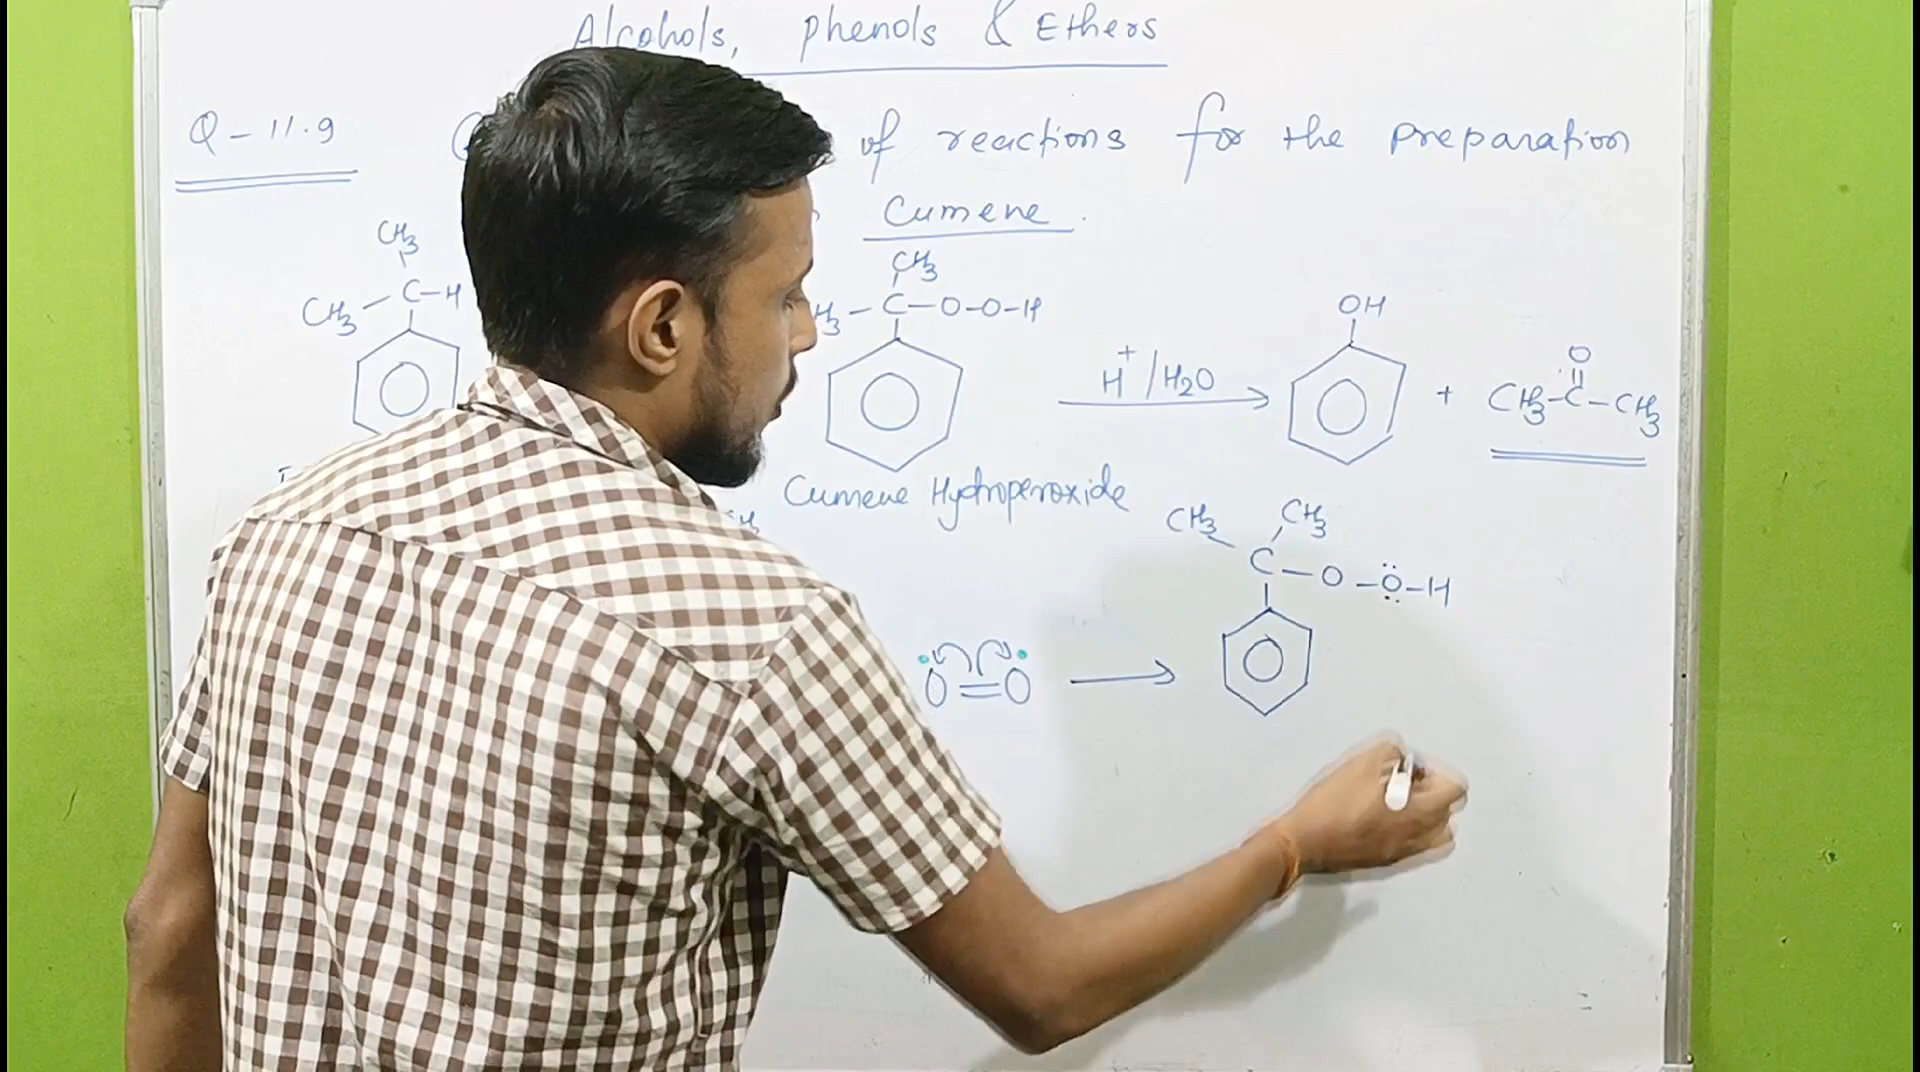 Alcohols, phenols & Ethers
Q - 11.9 of reactions for the preparation
Cumene.
CH3
CH3 - C - H
CH3
H3 - C - O - O - H
H+ / H2O
OH
+
O
CH3 - C - CH3
Cumene Hydroperoxide
CH3 CH3
C - O - O - H
O = O